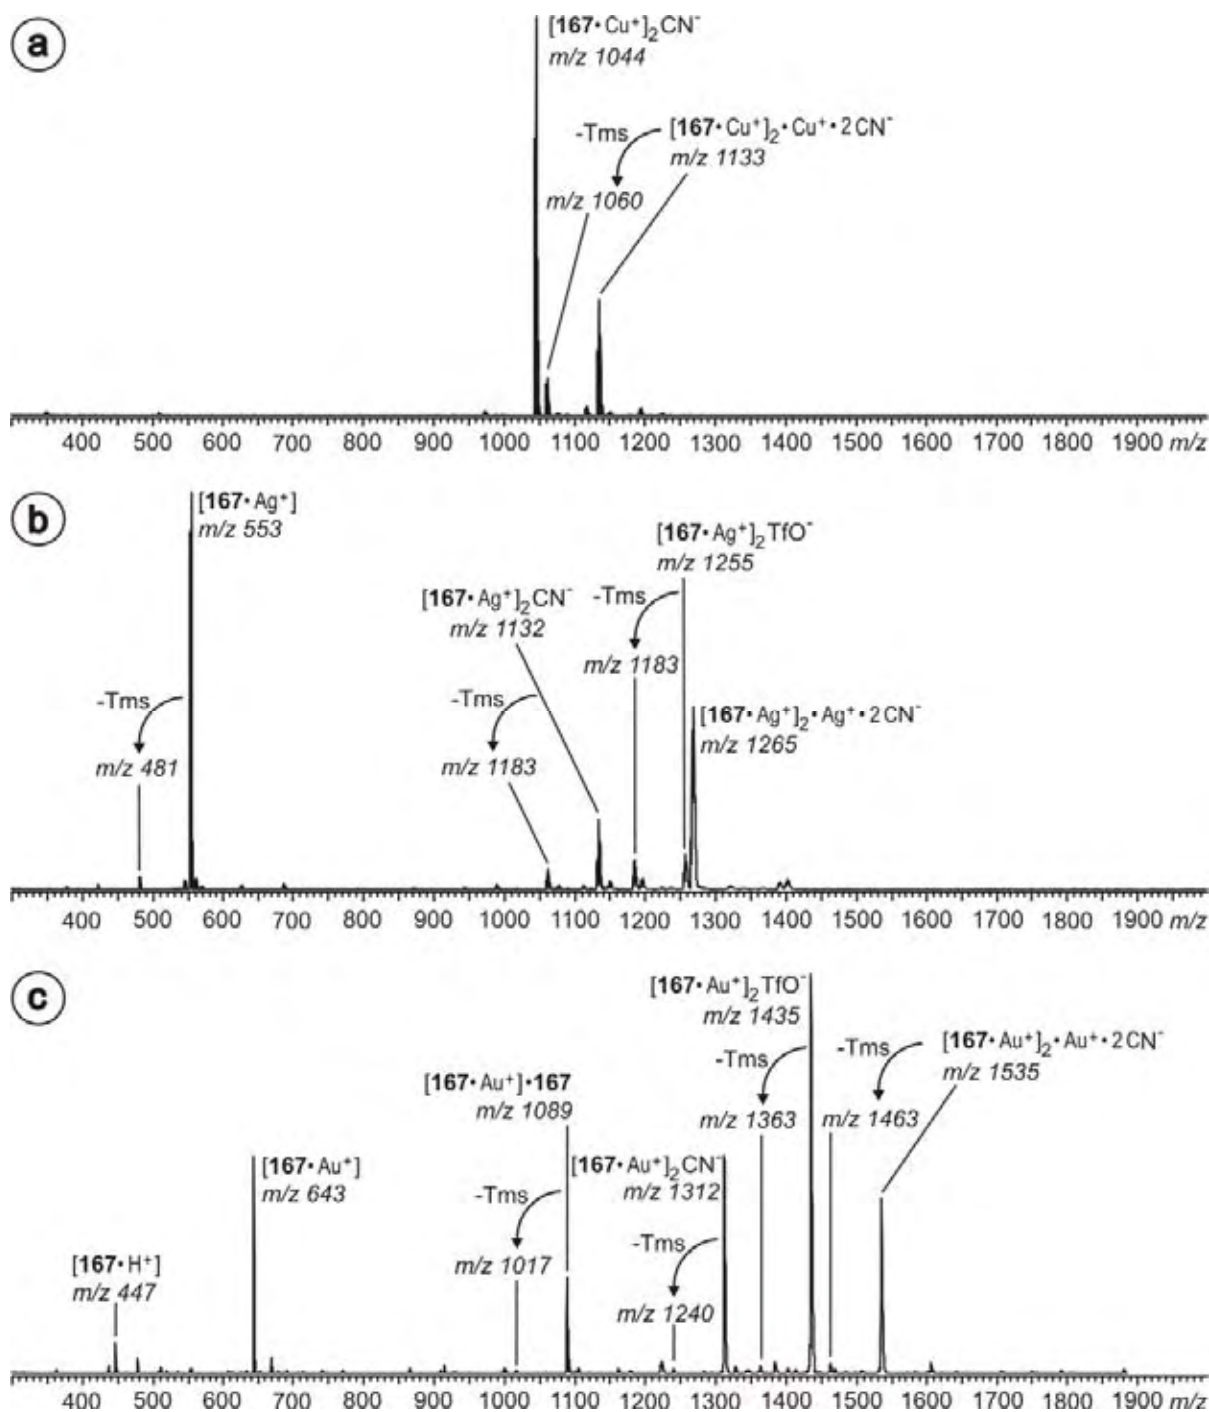 a
[167·Cu⁺]₂CN⁻
m/z 1044
-Tms
[167·Cu⁺]₂·Cu⁺·2CN⁻
m/z 1133
m/z 1060
400 500 600 700 800 900 1000 1100 1200 1300 1400 1500 1600 1700 1800 1900 m/z
b
[167·Ag⁺]
m/z 553
[167·Ag⁺]₂TfO⁻
m/z 1255
[167·Ag⁺]₂CN⁻
m/z 1132
-Tms
m/z 1183
-Tms
-Tms
[167·Ag⁺]₂·Ag⁺·2CN⁻
m/z 1265
m/z 481
m/z 1183
400 500 600 700 800 900 1000 1100 1200 1300 1400 1500 1600 1700 1800 1900 m/z
c
[167·Au⁺]₂TfO⁻
m/z 1435
-Tms
-Tms
[167·Au⁺]₂·Au⁺·2CN⁻
m/z 1535
[167·Au⁺]·167
m/z 1089
m/z 1363
m/z 1463
[167·Au⁺]
m/z 643
[167·Au⁺]₂CN⁻
m/z 1312
-Tms
-Tms
[167·H⁺]
m/z 447
m/z 1017
m/z 1240
400 500 600 700 800 900 1000 1100 1200 1300 1400 1500 1600 1700 1800 1900 m/z